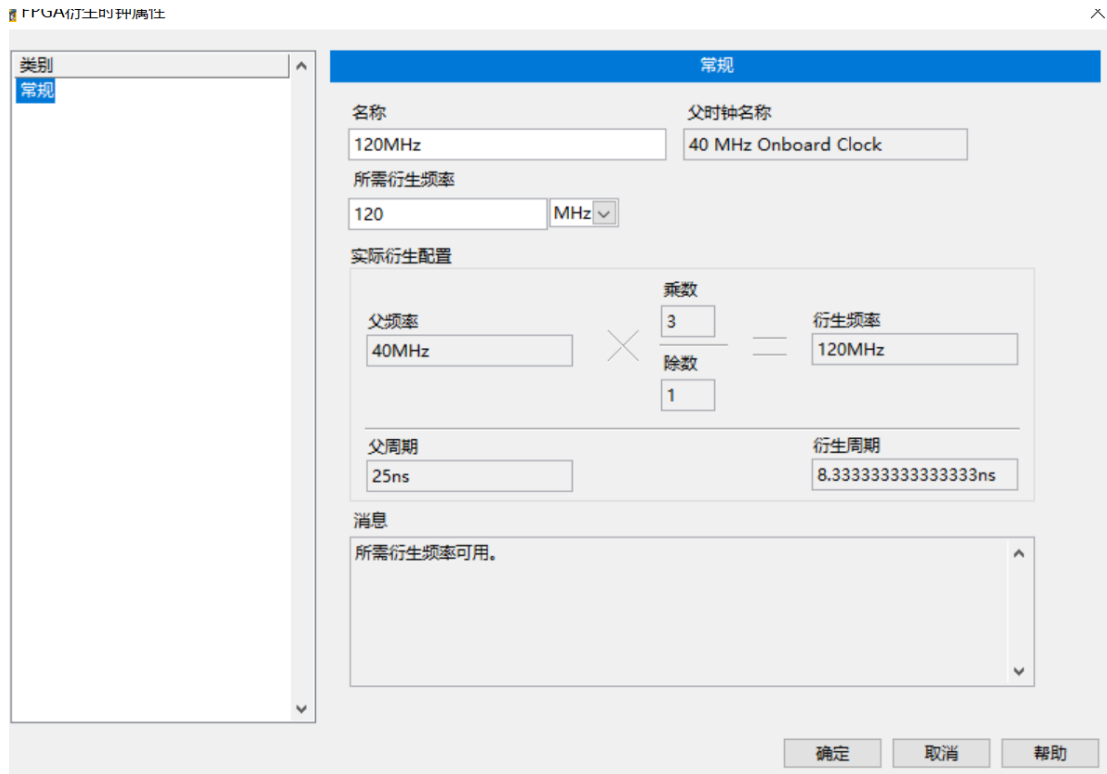 FPGA衍生时钟属性
类别
常规
常规
名称
父时钟名称
120MHz
40 MHz Onboard Clock
所需衍生频率
120
MHz
实际衍生配置
乘数
父频率
3
衍生频率
40MHz
120MHz
除数
1
父周期
衍生周期
25ns
8.333333333333333ns
消息
所需衍生频率可用。
确定
取消
帮助